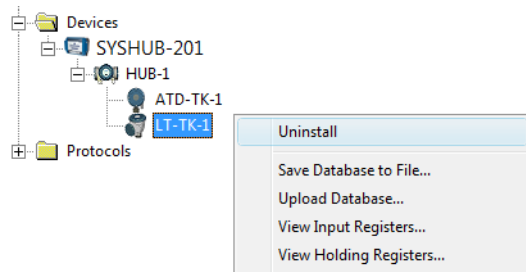 Devices
SYSHUB-201
HUB-1
ATD-TK-1
LT-TK-1
Protocols
Uninstall
Save Database to File...
Upload Database...
View Input Registers...
View Holding Registers...